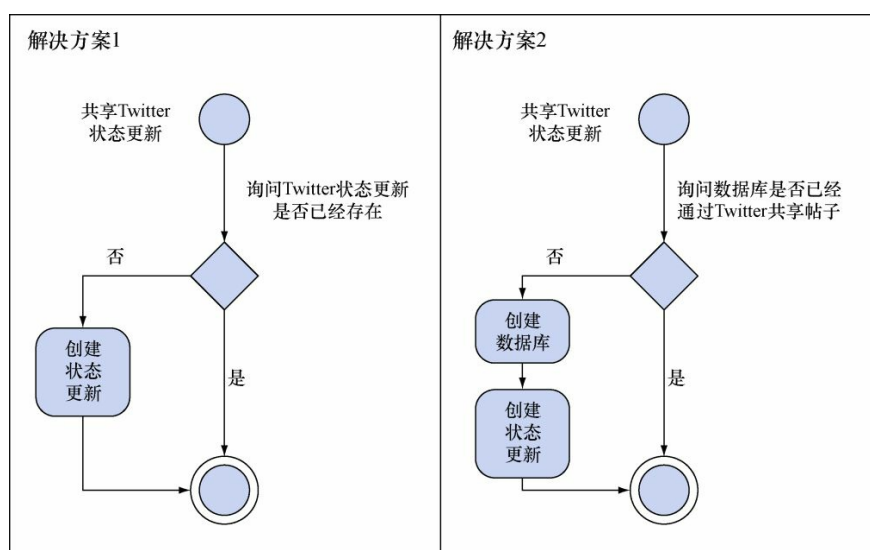 解决方案1
共享Twitter
状态更新
询问Twitter状态更新
是否已经存在
否
创建
状态
更新
是
解决方案2
共享Twitter
状态更新
询问数据库是否已经
通过Twitter共享帖子
否
创建
数据库
创建
状态
更新
是